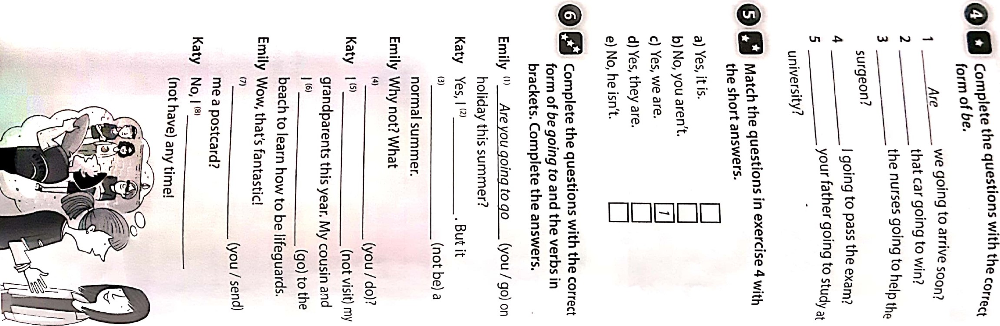 4 Complete the questions with the correct
form of be.
1 Are we going to arrive soon?
2 that car going to win?
3 the nurses going to help the
surgeon?
4 I going to pass the exam?
5 your father going to study at
university?
5 Match the questions in exercise 4 with
the short answers.
a) Yes, it is.
b) No, you aren't.
c) Yes, we are. 1
d) Yes, they are.
e) No, he isn't.
6 Complete the questions with the correct
form of be going to and the verbs in
brackets. Complete the answers.
Emily (1) Are you going to go (you / go) on
holiday this summer?
Katy Yes, I (2) . But it
(3) (not be) a
normal summer.
Emily Why not? What
(4) (you / do)?
Katy I (5) (not visit) my
grandparents this year. My cousin and
I (6) (go) to the
beach to learn how to be lifeguards.
Emily Wow, that's fantastic!
(7) (you / send)
me a postcard?
Katy No, I (8)
(not have) any time!